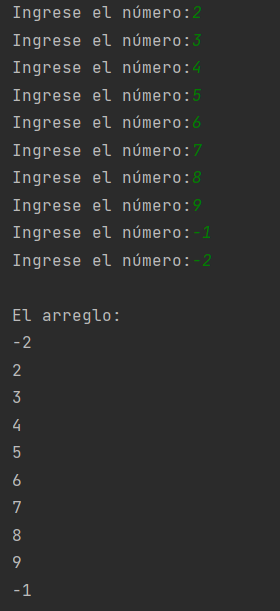 Ingrese el número:2
Ingrese el número:3
Ingrese el número:4
Ingrese el número:5
Ingrese el número:6
Ingrese el número:7
Ingrese el número:8
Ingrese el número:9
Ingrese el número:-1
Ingrese el número:-2
El arreglo:
-2
2
3
4
5
6
7
8
9
-1